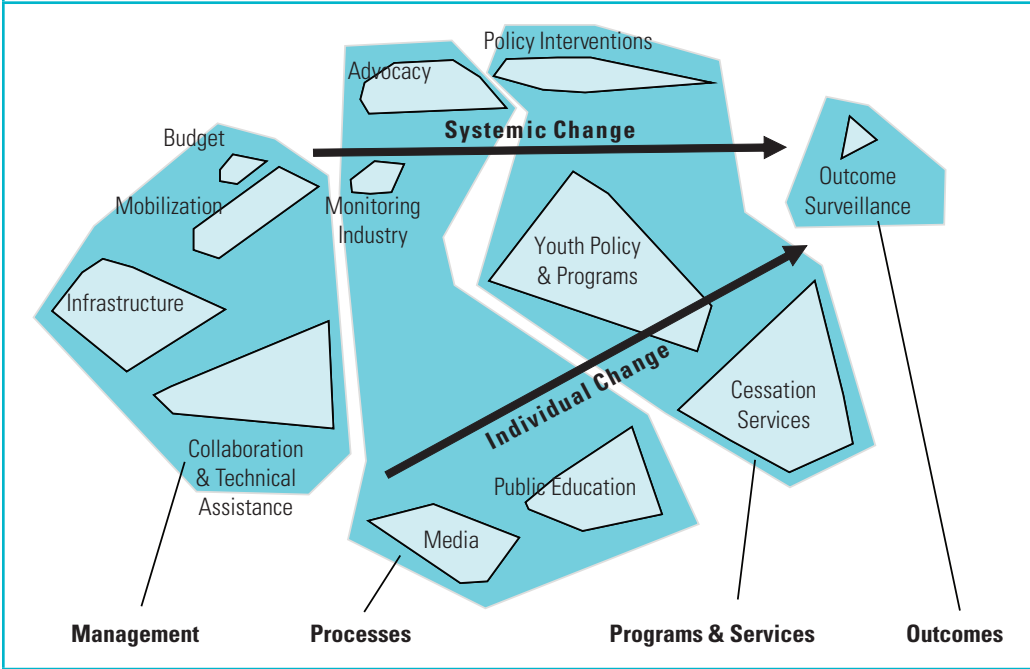 Policy Interventions
Advocacy
Systemic Change
Budget
Mobilization
Monitoring
Industry
Outcome
Surveillance
Youth Policy
& Programs
Infrastructure
Individual Change
Cessation
Services
Collaboration
& Technical
Assistance
Public Education
Media
Management
Processes
Programs & Services
Outcomes